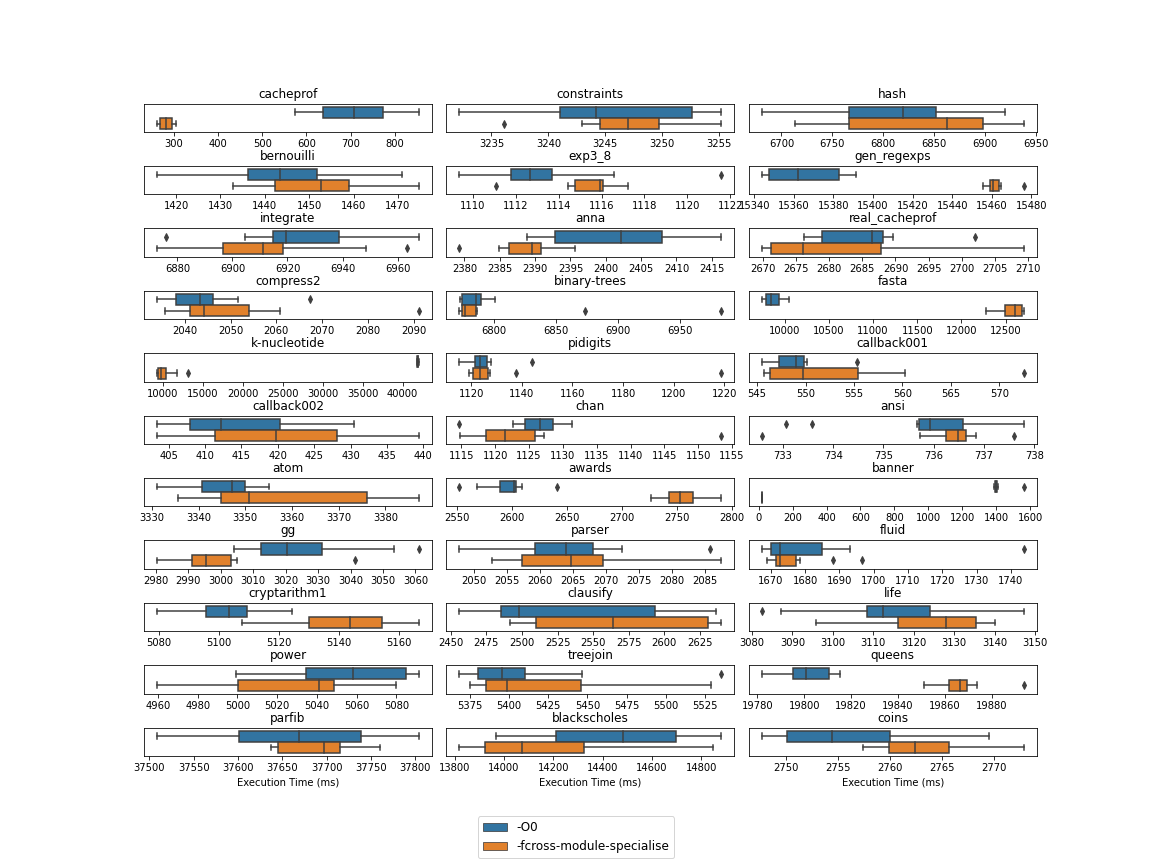 cacheprof constraints hash
300 400 500 600 700 800 3235 3240 3245 3250 3255 6700 6750 6800 6850 6900 6950
bernouilli exp3_8 gen_regexps
1420 1430 1440 1450 1460 1470 1110 1112 1114 1116 1118 1120 1122 15340 15360 15380 15400 15420 15440 15460 15480
integrate anna real_cacheprof
6880 6900 6920 6940 6960 2380 2385 2390 2395 2400 2405 2410 2415 2670 2675 2680 2685 2690 2695 2700 2705 2710
compress2 binary-trees fasta
2040 2050 2060 2070 2080 2090 6800 6850 6900 6950 10000 10500 11000 11500 12000 12500
k-nucleotide pidigits callback001
10000 15000 20000 25000 30000 35000 40000 1120 1140 1160 1180 1200 1220 545 550 555 560 565 570
callback002 chan ansi
405 410 415 420 425 430 435 440 1115 1120 1125 1130 1135 1140 1145 1150 1155 733 734 735 736 737 738
atom awards banner
3330 3340 3350 3360 3370 3380 2550 2600 2650 2700 2750 2800 0 200 400 600 800 1000 1200 1400 1600
gg parser fluid
2980 2990 3000 3010 3020 3030 3040 3050 3060 2050 2055 2060 2065 2070 2075 2080 2085 1670 1680 1690 1700 1710 1720 1730 1740
cryptarithm1 clausify life
5080 5100 5120 5140 5160 2450 2475 2500 2525 2550 2575 2600 2625 3080 3090 3100 3110 3120 3130 3140 3150
power treejoin queens
4960 4980 5000 5020 5040 5060 5080 5375 5400 5425 5450 5475 5500 5525 19780 19800 19820 19840 19860 19880
parfib blackscholes coins
37500 37550 37600 37650 37700 37750 37800 13800 14000 14200 14400 14600 14800 2750 2755 2760 2765 2770
Execution Time (ms) Execution Time (ms) Execution Time (ms)
-O0
-fcross-module-specialise